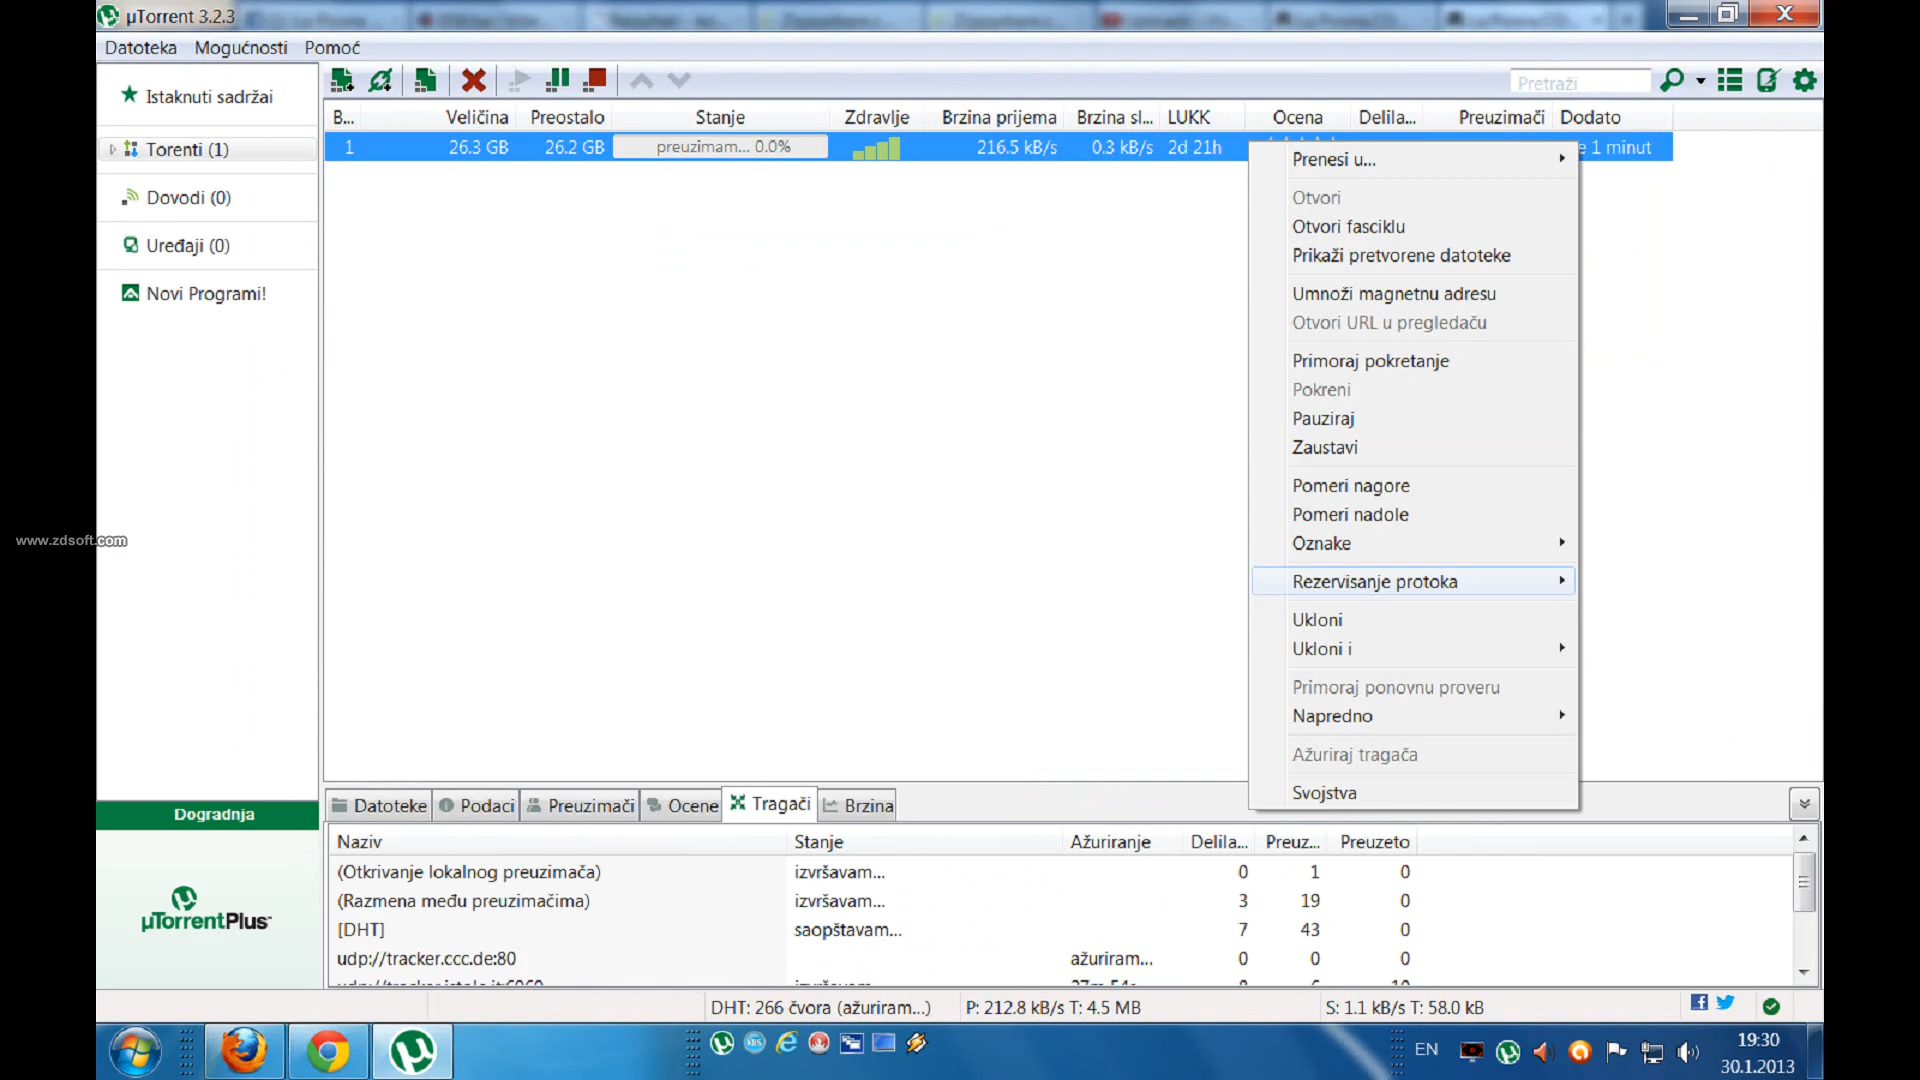 µTorrent 3.2.3
Datoteka Mogućnosti Pomoć
Istaknuti sadržai
Torenti (1)
Dovodi (0)
Uređaji (0)
Novi Programi!
Pretraži
B... Veličina Preostalo Stanje Zdravlje Brzina prijema Brzina sl... LUKK Ocena Delila... Preuzimači Dodato
1 26.3 GB 26.2 GB preuzimam... 0.0% 216.5 kB/s 0.3 kB/s 2d 21h e 1 minut
Prenesi u...
Otvori
Otvori fasciklu
Prikaži pretvorene datoteke
Umnoži magnetnu adresu
Otvori URL u pregledaču
Primoraj pokretanje
Pokreni
Pauziraj
Zaustavi
Pomeri nagore
Pomeri nadole
Oznake
Rezervisanje protoka
Ukloni
Ukloni i
Primoraj ponovnu proveru
Napredno
Ažuriraj tragača
Svojstva
www.zdsoft.com
Dogradnja
µTorrentPlus
Datoteke Podaci Preuzimači Ocene Tragači Brzina
Naziv Stanje Ažuriranje Delila... Preuz... Preuzeto
(Otkrivanje lokalnog preuzimača) izvršavam... 0 1 0
(Razmena među preuzimačima) izvršavam... 3 19 0
[DHT] saopštavam... 7 43 0
udp://tracker.ccc.de:80 ažuriram... 0 0 0
DHT: 266 čvora (ažuriram...) P: 212.8 kB/s T: 4.5 MB S: 1.1 kB/s T: 58.0 kB
EN
19:30
30.1.2013